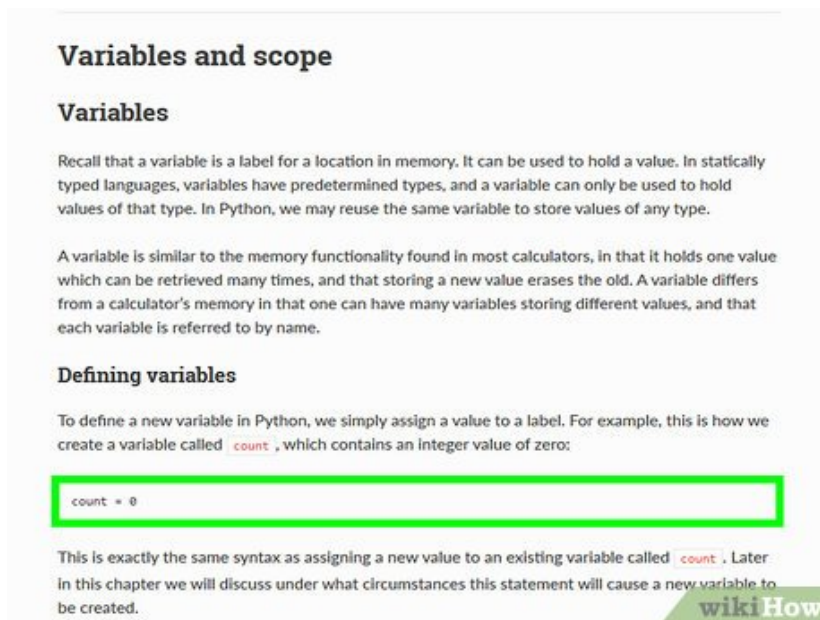 Variables and scope
Variables
Recall that a variable is a label for a location in memory. It can be used to hold a value. In statically
typed languages, variables have predetermined types, and a variable can only be used to hold
values of that type. In Python, we may reuse the same variable to store values of any type.
A variable is similar to the memory functionality found in most calculators, in that it holds one value
which can be retrieved many times, and that storing a new value erases the old. A variable differs
from a calculator's memory in that one can have many variables storing different values, and that
each variable is referred to by name.
Defining variables
To define a new variable in Python, we simply assign a value to a label. For example, this is how we
create a variable called count , which contains an integer value of zero:
count = 0
This is exactly the same syntax as assigning a new value to an existing variable called count . Later
in this chapter we will discuss under what circumstances this statement will cause a new variable to
be created.
wikiHow